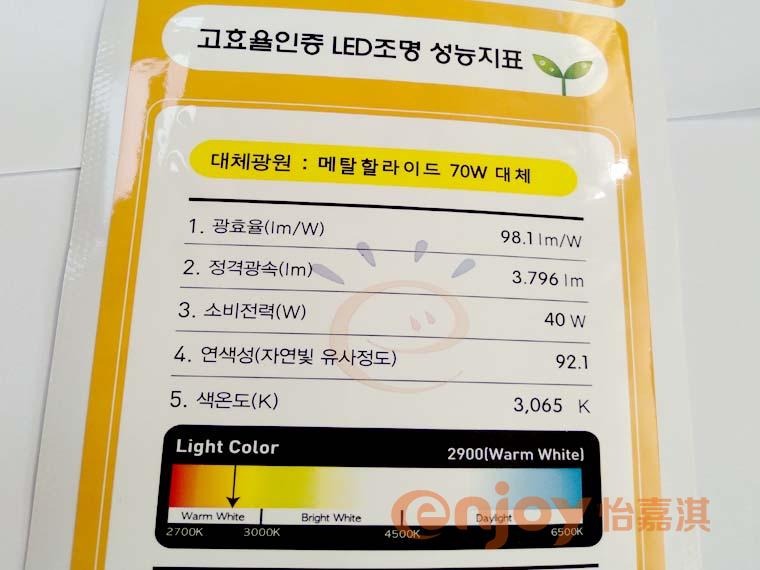 고효율인증 LED조명 성능지표
대체광원 : 메탈할라이드 70W 대체
1. 광효율(lm/W) 98.1 lm/W
2. 정격광속(lm) 3.796 lm
3. 소비전력(W) 40 W
4. 연색성(자연빛 유사정도) 92.1
5. 색온도(K) 3,065 K
Light Color 2900(Warm White)
Warm White Bright White Daylight
2700K 3000K 4500K 6500K
enjoy怡嘉淇